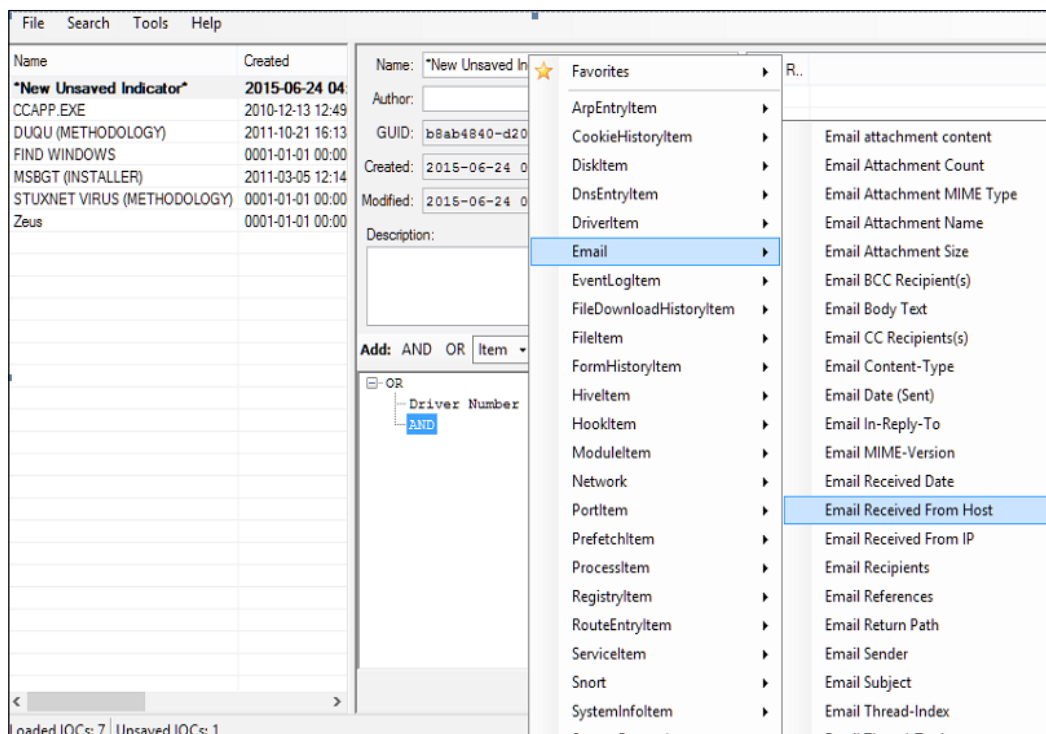 File Search Tools Help
Name Created
*New Unsaved Indicator* 2015-06-24 04:
CCAPP.EXE 2010-12-13 12:49
DUQU (METHODOLOGY) 2011-10-21 16:13
FIND WINDOWS 0001-01-01 00:00
MSBGT (INSTALLER) 2011-03-05 12:14
STUXNET VIRUS (METHODOLOGY) 0001-01-01 00:00
Zeus 0001-01-01 00:00
Loaded IOCs: 7 Unsaved IOCs: 1
Name: *New Unsaved In
Author:
GUID: b8ab4840-d20
Created: 2015-06-24 0
Modified: 2015-06-24 0
Description:
Add: AND OR Item
OR
Driver Number
AND
R..
Favorites
ArpEntryItem
CookieHistoryItem
DiskItem
DnsEntryItem
DriverItem
Email
EventLogItem
FileDownloadHistoryItem
FileItem
FormHistoryItem
HiveItem
HookItem
ModuleItem
Network
PortItem
PrefetchItem
ProcessItem
RegistryItem
RouteEntryItem
ServiceItem
Snort
SystemInfoItem
Email attachment content
Email Attachment Count
Email Attachment MIME Type
Email Attachment Name
Email Attachment Size
Email BCC Recipient(s)
Email Body Text
Email CC Recipients(s)
Email Content-Type
Email Date (Sent)
Email In-Reply-To
Email MIME-Version
Email Received Date
Email Received From Host
Email Received From IP
Email Recipients
Email References
Email Return Path
Email Sender
Email Subject
Email Thread-Index